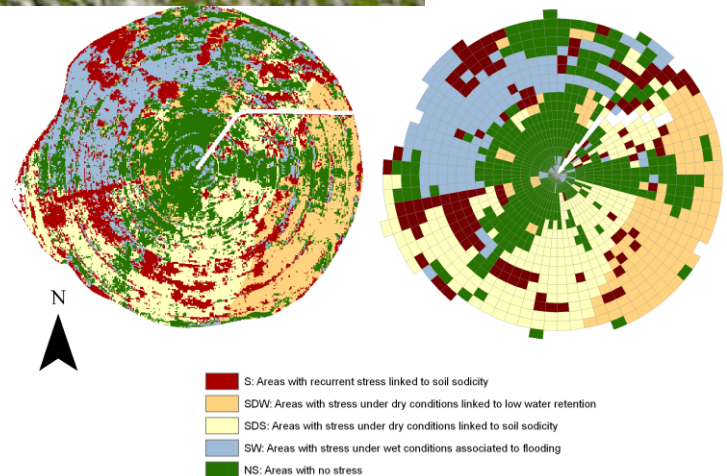 N
S: Areas with recurrent stress linked to soil sodicity
SDW: Areas with stress under dry conditions linked to low water retention
SDS: Areas with stress under dry conditions linked to soil sodicity
SW: Areas with stress under wet conditions associated to flooding
NS: Areas with no stress